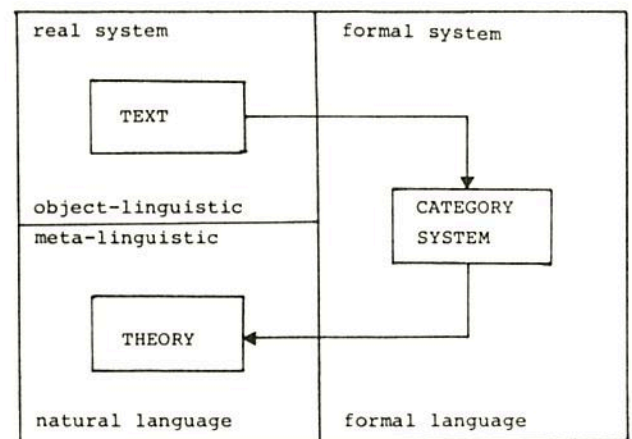 real system
formal system
TEXT
object-linguistic
meta-linguistic
CATEGORY
SYSTEM
THEORY
natural language
formal language